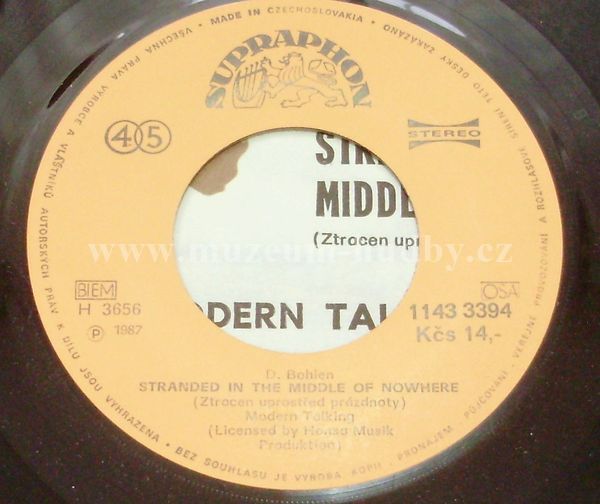 • MADE IN CZECHOSLOVAKIA •
VŠECHNA PRÁVA VÝROBCE A VLASTNÍKŮ AUTORSKÝCH PRÁV K DÍLU JSOU VYHRAZENA • BEZ SOUHLASU JE VÝROBA KOPIÍ - PRONÁJEM - PŮJČOVÁNÍ - VEŘEJNÉ PROVOZOVÁNÍ A ROZHLASOVÉ ŠÍŘENÍ TÉTO DESKY ZAKÁZÁNO
SUPRAPHON
45
STEREO
MIDDL
(Ztrocen upr
www.muzeum-hudby.cz
BIEM
OSA
H 3656
1143 3394
DERN TAL
Ⓟ 1987
Kčs 14,-
D. Bohlen
STRANDED IN THE MIDDLE OF NOWHERE
(Ztrocen uprostřed prázdnoty)
Modern Talking
(Licensed by Hansa Musik
Produktion)